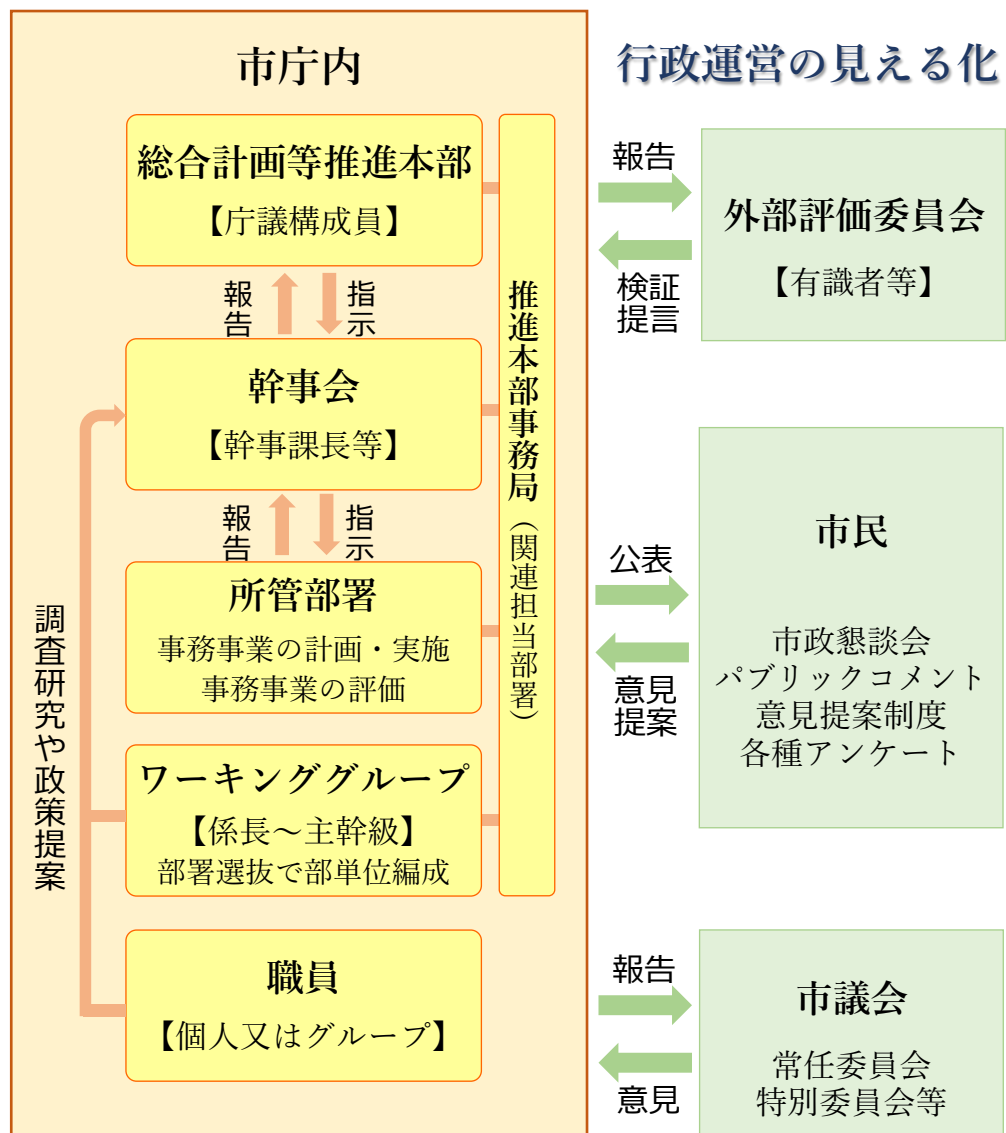 市庁内
行政運営の見える化
総合計画等推進本部
【庁議構成員】
報告
指示
幹事会
【幹事課長等】
報告
指示
所管部署
事務事業の計画・実施
事務事業の評価
ワーキンググループ
【係長～主幹級】
部署選抜で部単位編成
職員
【個人又はグループ】
調査研究や政策提案
推進本部事務局（関連担当部署）
報告
検証
提言
外部評価委員会
【有識者等】
公表
意見
提案
市民
市政懇談会
パブリックコメント
意見提案制度
各種アンケート
報告
意見
市議会
常任委員会
特別委員会等